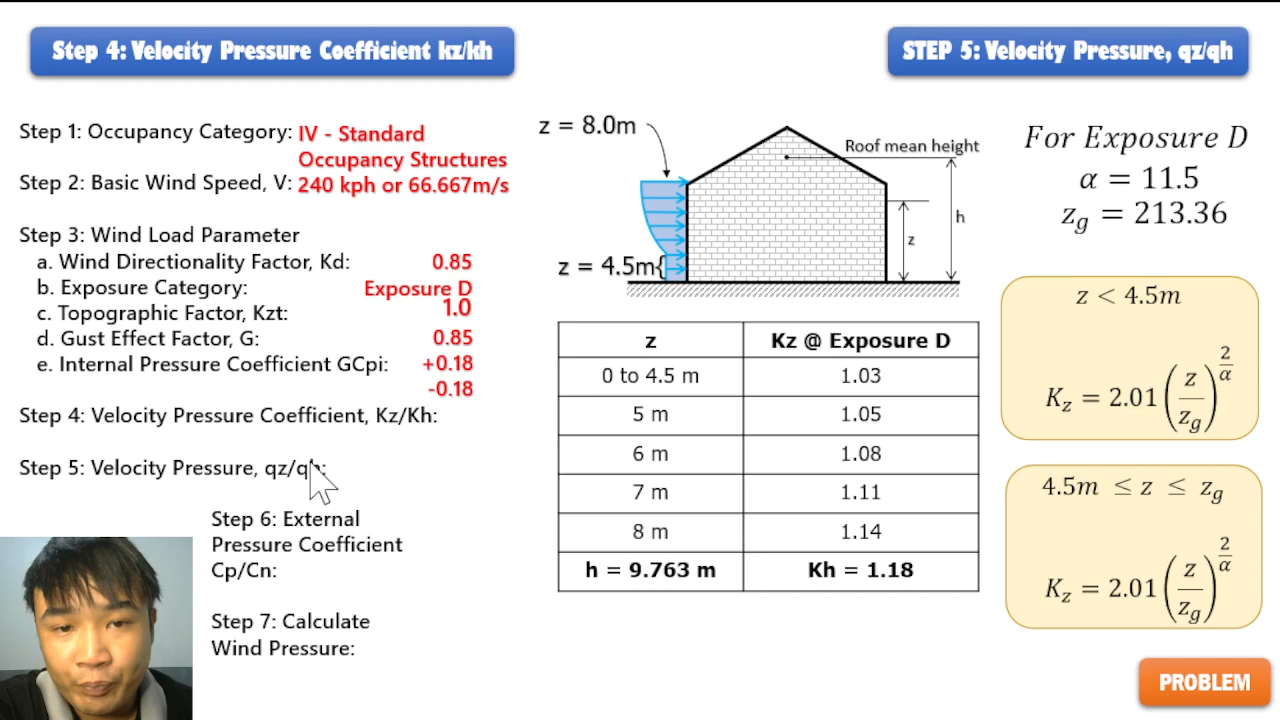 Step 4: Velocity Pressure Coefficient kz/kh
STEP 5: Velocity Pressure, qz/qh
Step 1: Occupancy Category: IV - Standard
Occupancy Structures
Step 2: Basic Wind Speed, V: 240 kph or 66.667m/s
Step 3: Wind Load Parameter
a. Wind Directionality Factor, Kd: 0.85
b. Exposure Category: Exposure D
c. Topographic Factor, Kzt: 1.0
d. Gust Effect Factor, G: 0.85
e. Internal Pressure Coefficient GCpi: +0.18
-0.18
Step 4: Velocity Pressure Coefficient, Kz/Kh:
Step 5: Velocity Pressure, qz/qh:
Step 6: External
Pressure Coefficient
Cp/Cn:
Step 7: Calculate
Wind Pressure:
z = 8.0m
Roof mean height
h
z
z = 4.5m{
z Kz @ Exposure D
0 to 4.5 m 1.03
5 m 1.05
6 m 1.08
7 m 1.11
8 m 1.14
h = 9.763 m Kh = 1.18
For Exposure D
α = 11.5
z_g = 213.36
z < 4.5m
K_z = 2.01 (z/z_g)^(2/α)
4.5m ≤ z ≤ z_g
K_z = 2.01 (z/z_g)^(2/α)
PROBLEM